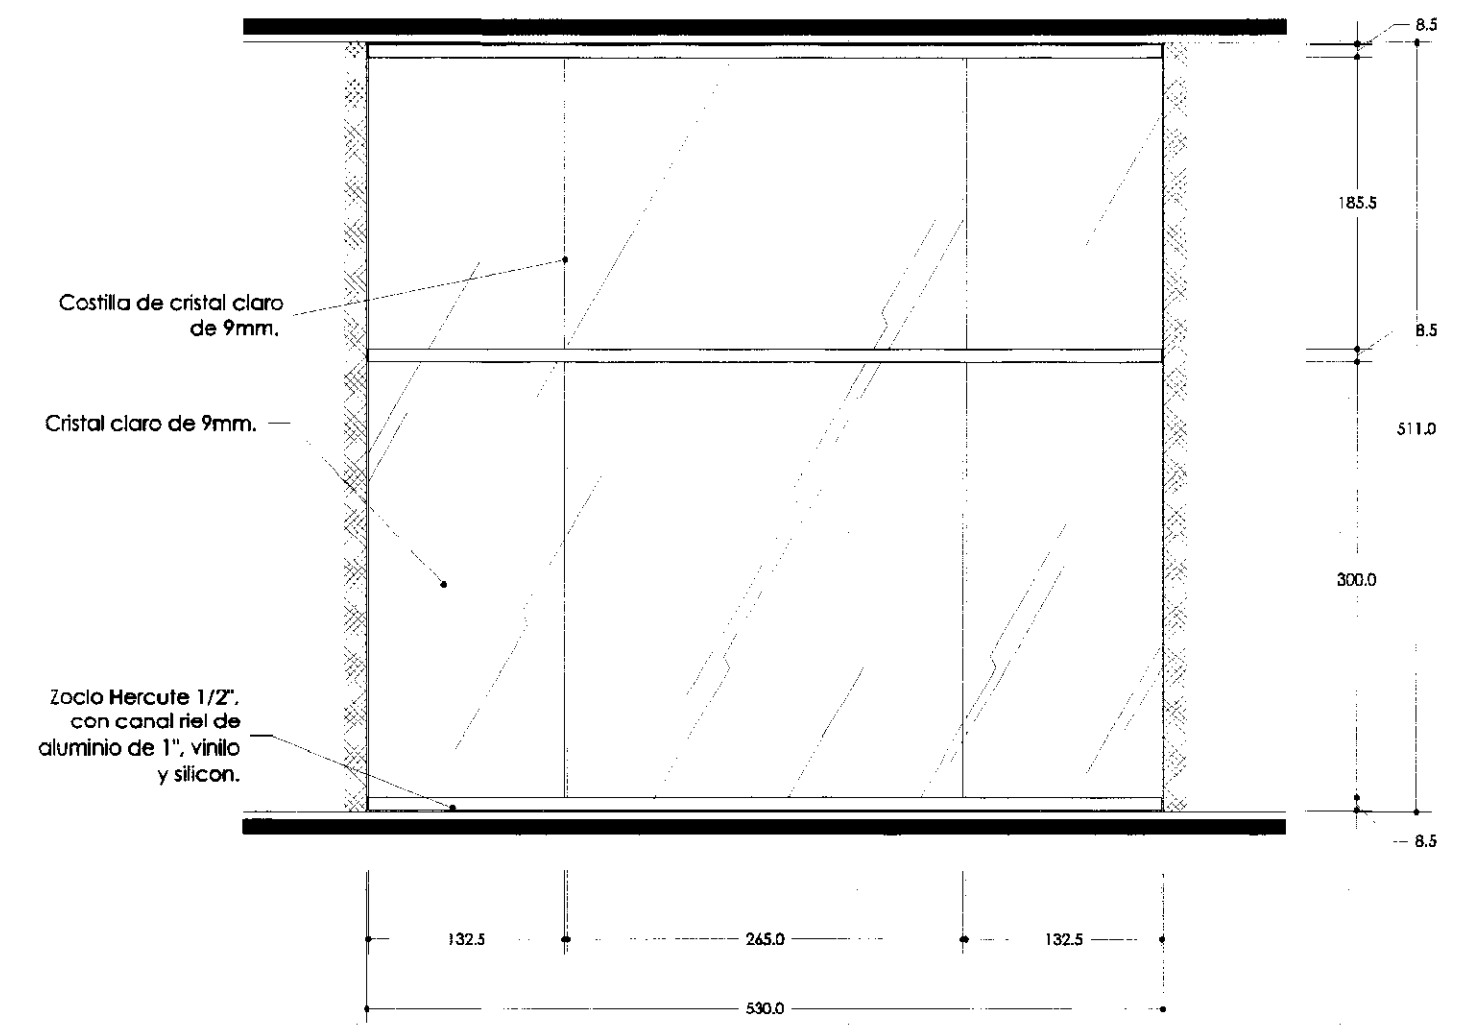 8.5
185.5
Costilla de cristal claro
de 9mm.
8.5
Cristal claro de 9mm.
511.0
300.0
Zoclo Hercute 1/2",
con canal riel de
aluminio de 1", vinilo
y silicon.
8.5
132.5
265.0
132.5
530.0